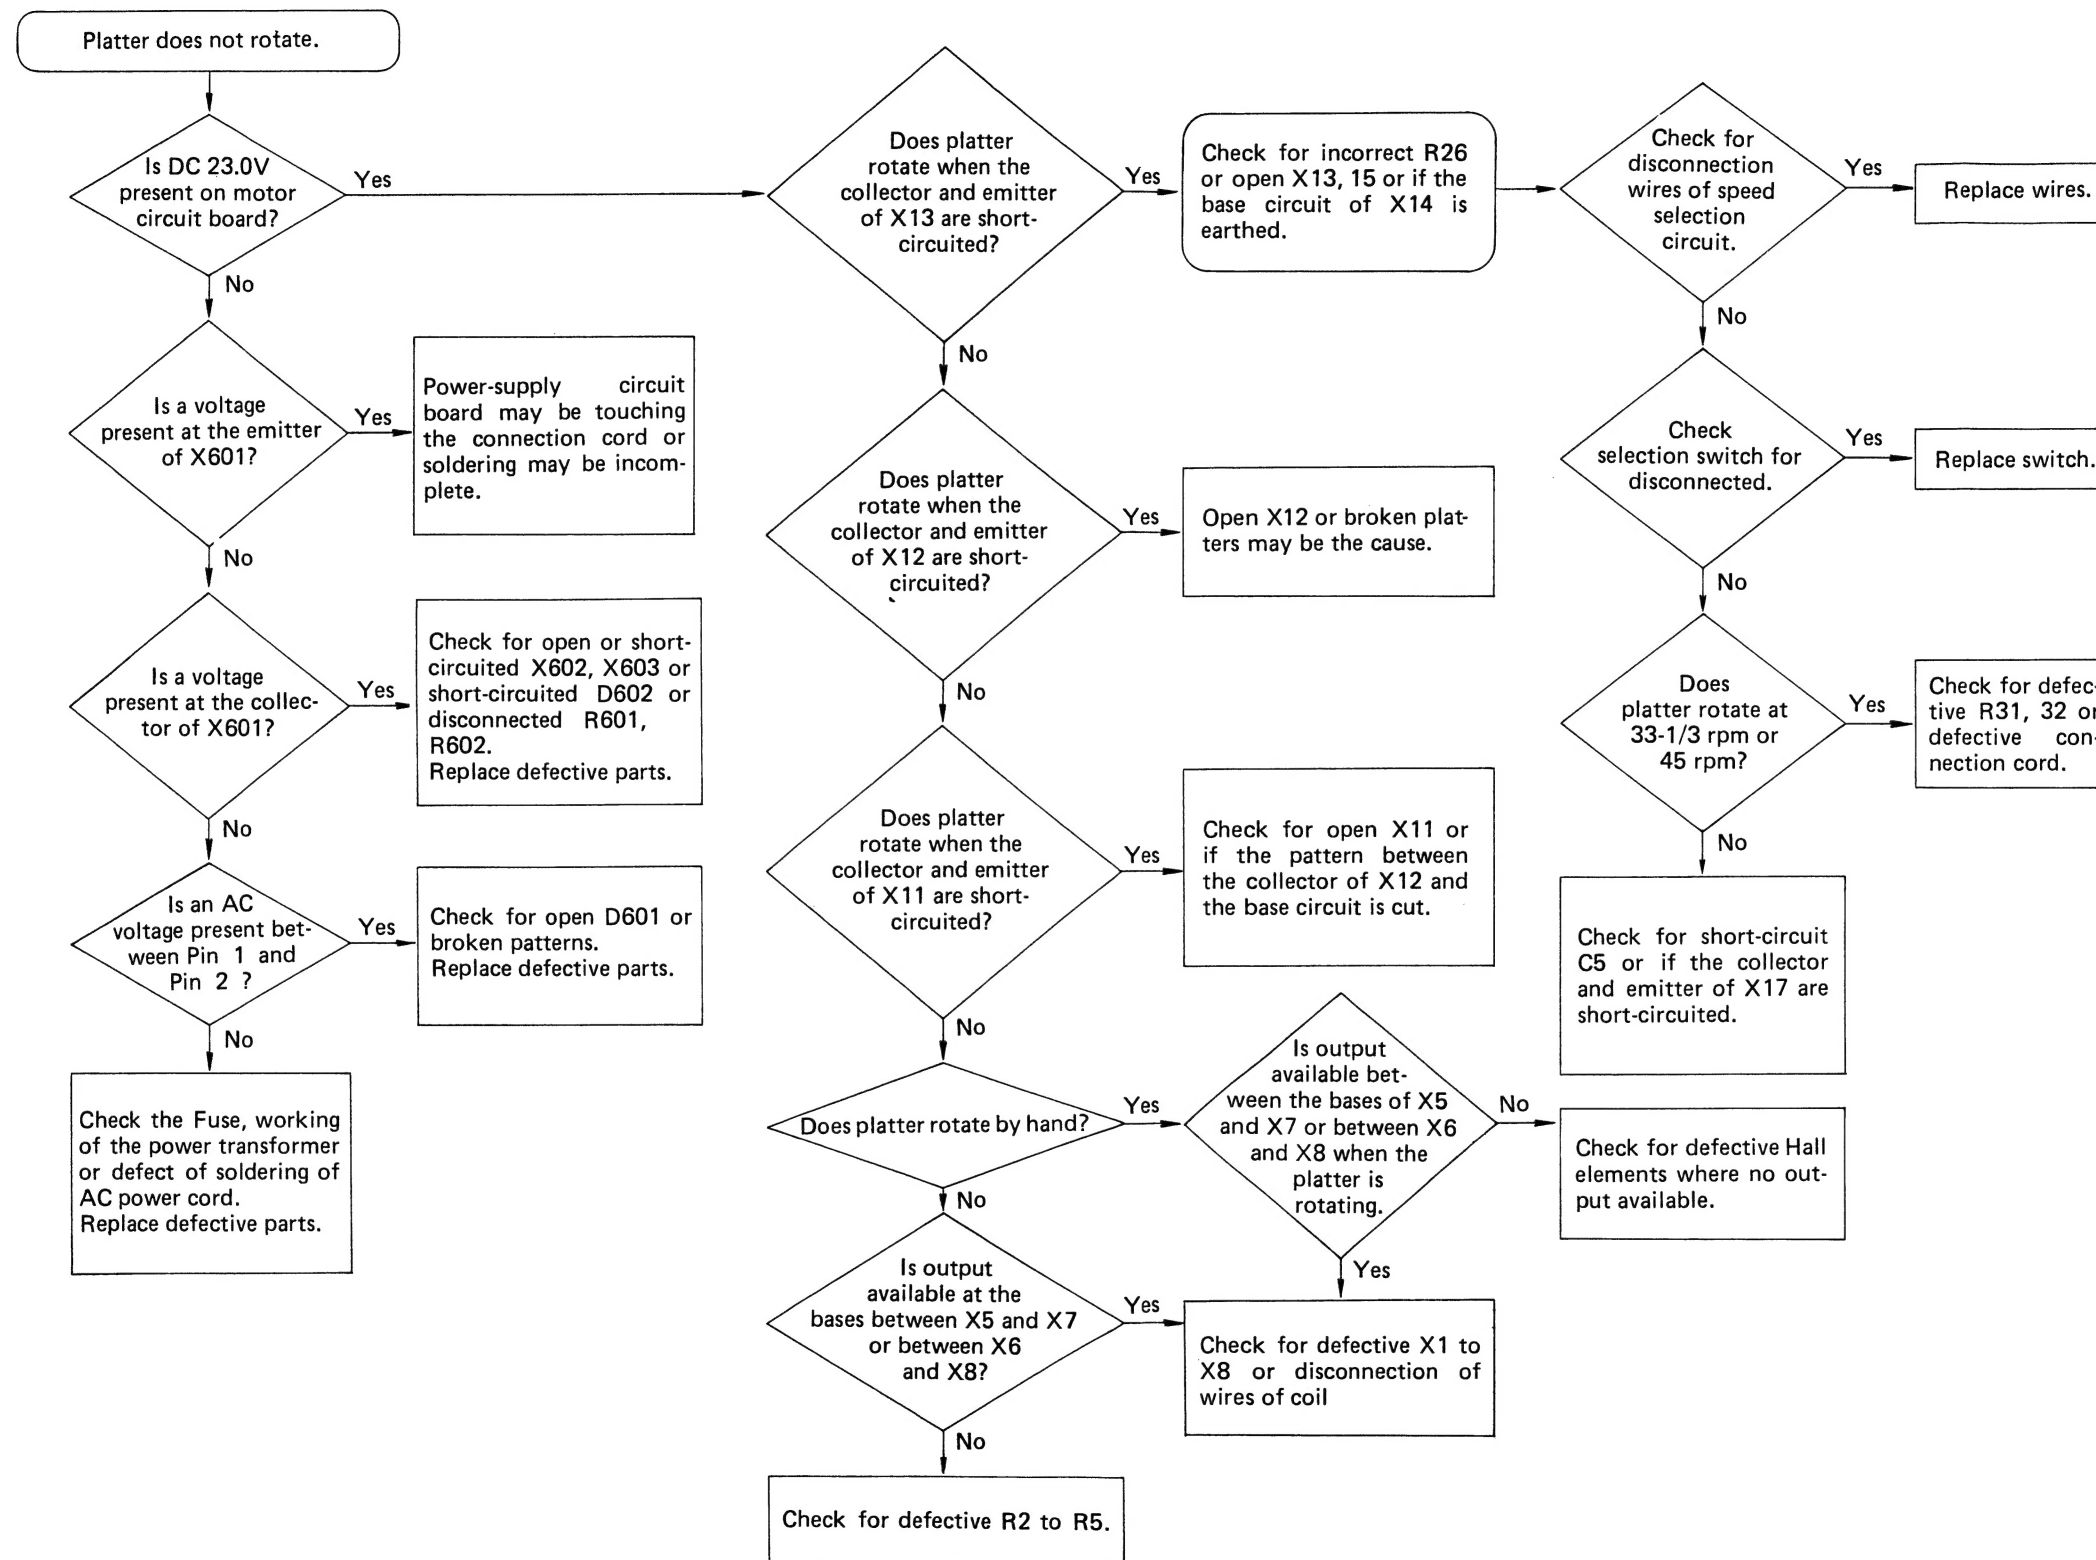 Platter does not rotate.
Is DC 23.0V
present on motor
circuit board?
Yes
No
Is a voltage
present at the emitter
of X601?
Yes
Power-supply circuit
board may be touching
the connection cord or
soldering may be incom-
plete.
No
Is a voltage
present at the collec-
tor of X601?
Yes
Check for open or short-
circuited X602, X603 or
short-circuited D602 or
disconnected R601,
R602.
Replace defective parts.
No
Is an AC
voltage present bet-
ween Pin 1 and
Pin 2 ?
Yes
Check for open D601 or
broken patterns.
Replace defective parts.
No
Check the Fuse, working
of the power transformer
or defect of soldering of
AC power cord.
Replace defective parts.
Does platter
rotate when the
collector and emitter
of X13 are short-
circuited?
Yes
Check for incorrect R26
or open X13, 15 or if the
base circuit of X14 is
earthed.
No
Does platter
rotate when the
collector and emitter
of X12 are short-
circuited?
Yes
Open X12 or broken plat-
ters may be the cause.
No
Does platter
rotate when the
collector and emitter
of X11 are short-
circuited?
Yes
Check for open X11 or
if the pattern between
the collector of X12 and
the base circuit is cut.
No
Does platter rotate by hand?
Yes
Is output
available bet-
ween the bases of X5
and X7 or between X6
and X8 when the
platter is
rotating.
No
Check for defective Hall
elements where no out-
put available.
Yes
No
Is output
available at the
bases between X5 and X7
or between X6
and X8?
Yes
Check for defective X1 to
X8 or disconnection of
wires of coil
No
Check for defective R2 to R5.
Check for
disconnection
wires of speed
selection
circuit.
Yes
Replace wires.
No
Check
selection switch for
disconnected.
Yes
Replace switch.
No
Does
platter rotate at
33-1/3 rpm or
45 rpm?
Yes
Check for defec-
tive R31, 32 or
defective con-
nection cord.
No
Check for short-circuit
C5 or if the collector
and emitter of X17 are
short-circuited.